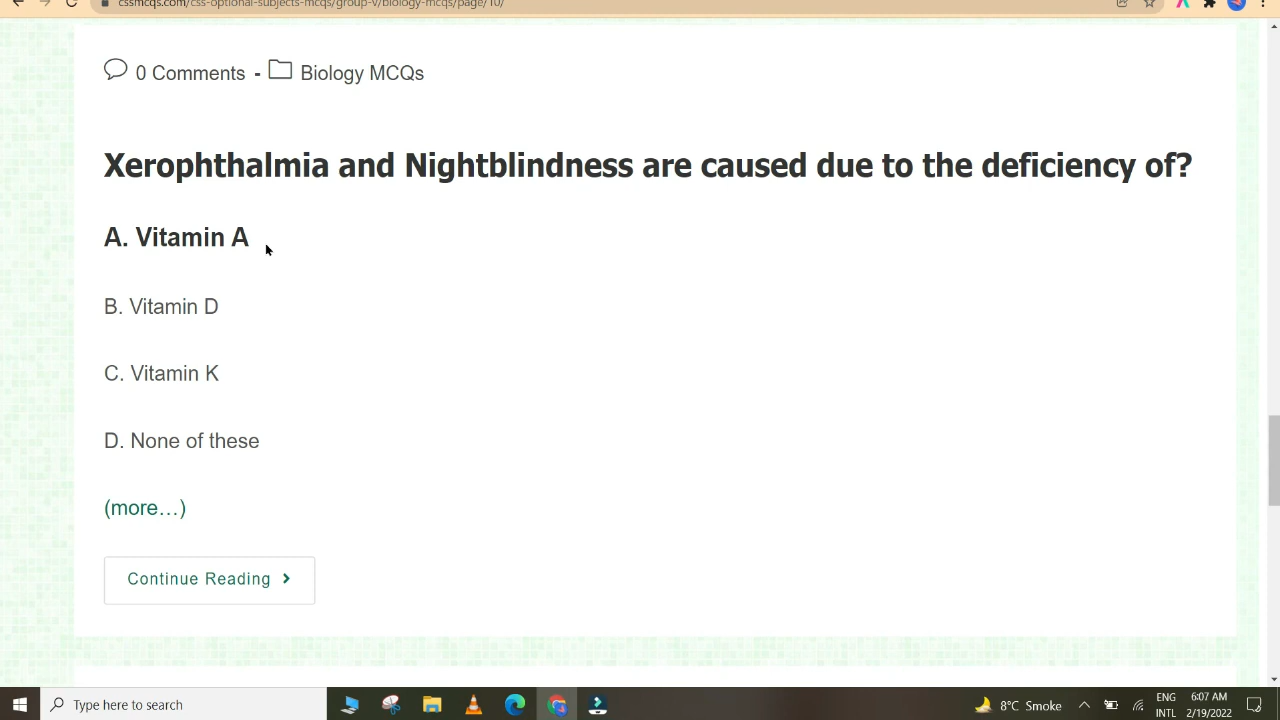 cssmcqs.com/css-optional-subjects-mcqs/group-v/biology-mcqs/page/10/
0 Comments - Biology MCQs
Xerophthalmia and Nightblindness are caused due to the deficiency of?
A. Vitamin A
B. Vitamin D
C. Vitamin K
D. None of these
(more…)
Continue Reading
Type here to search
8°C Smoke
ENG
INTL
6:07 AM
2/19/2022